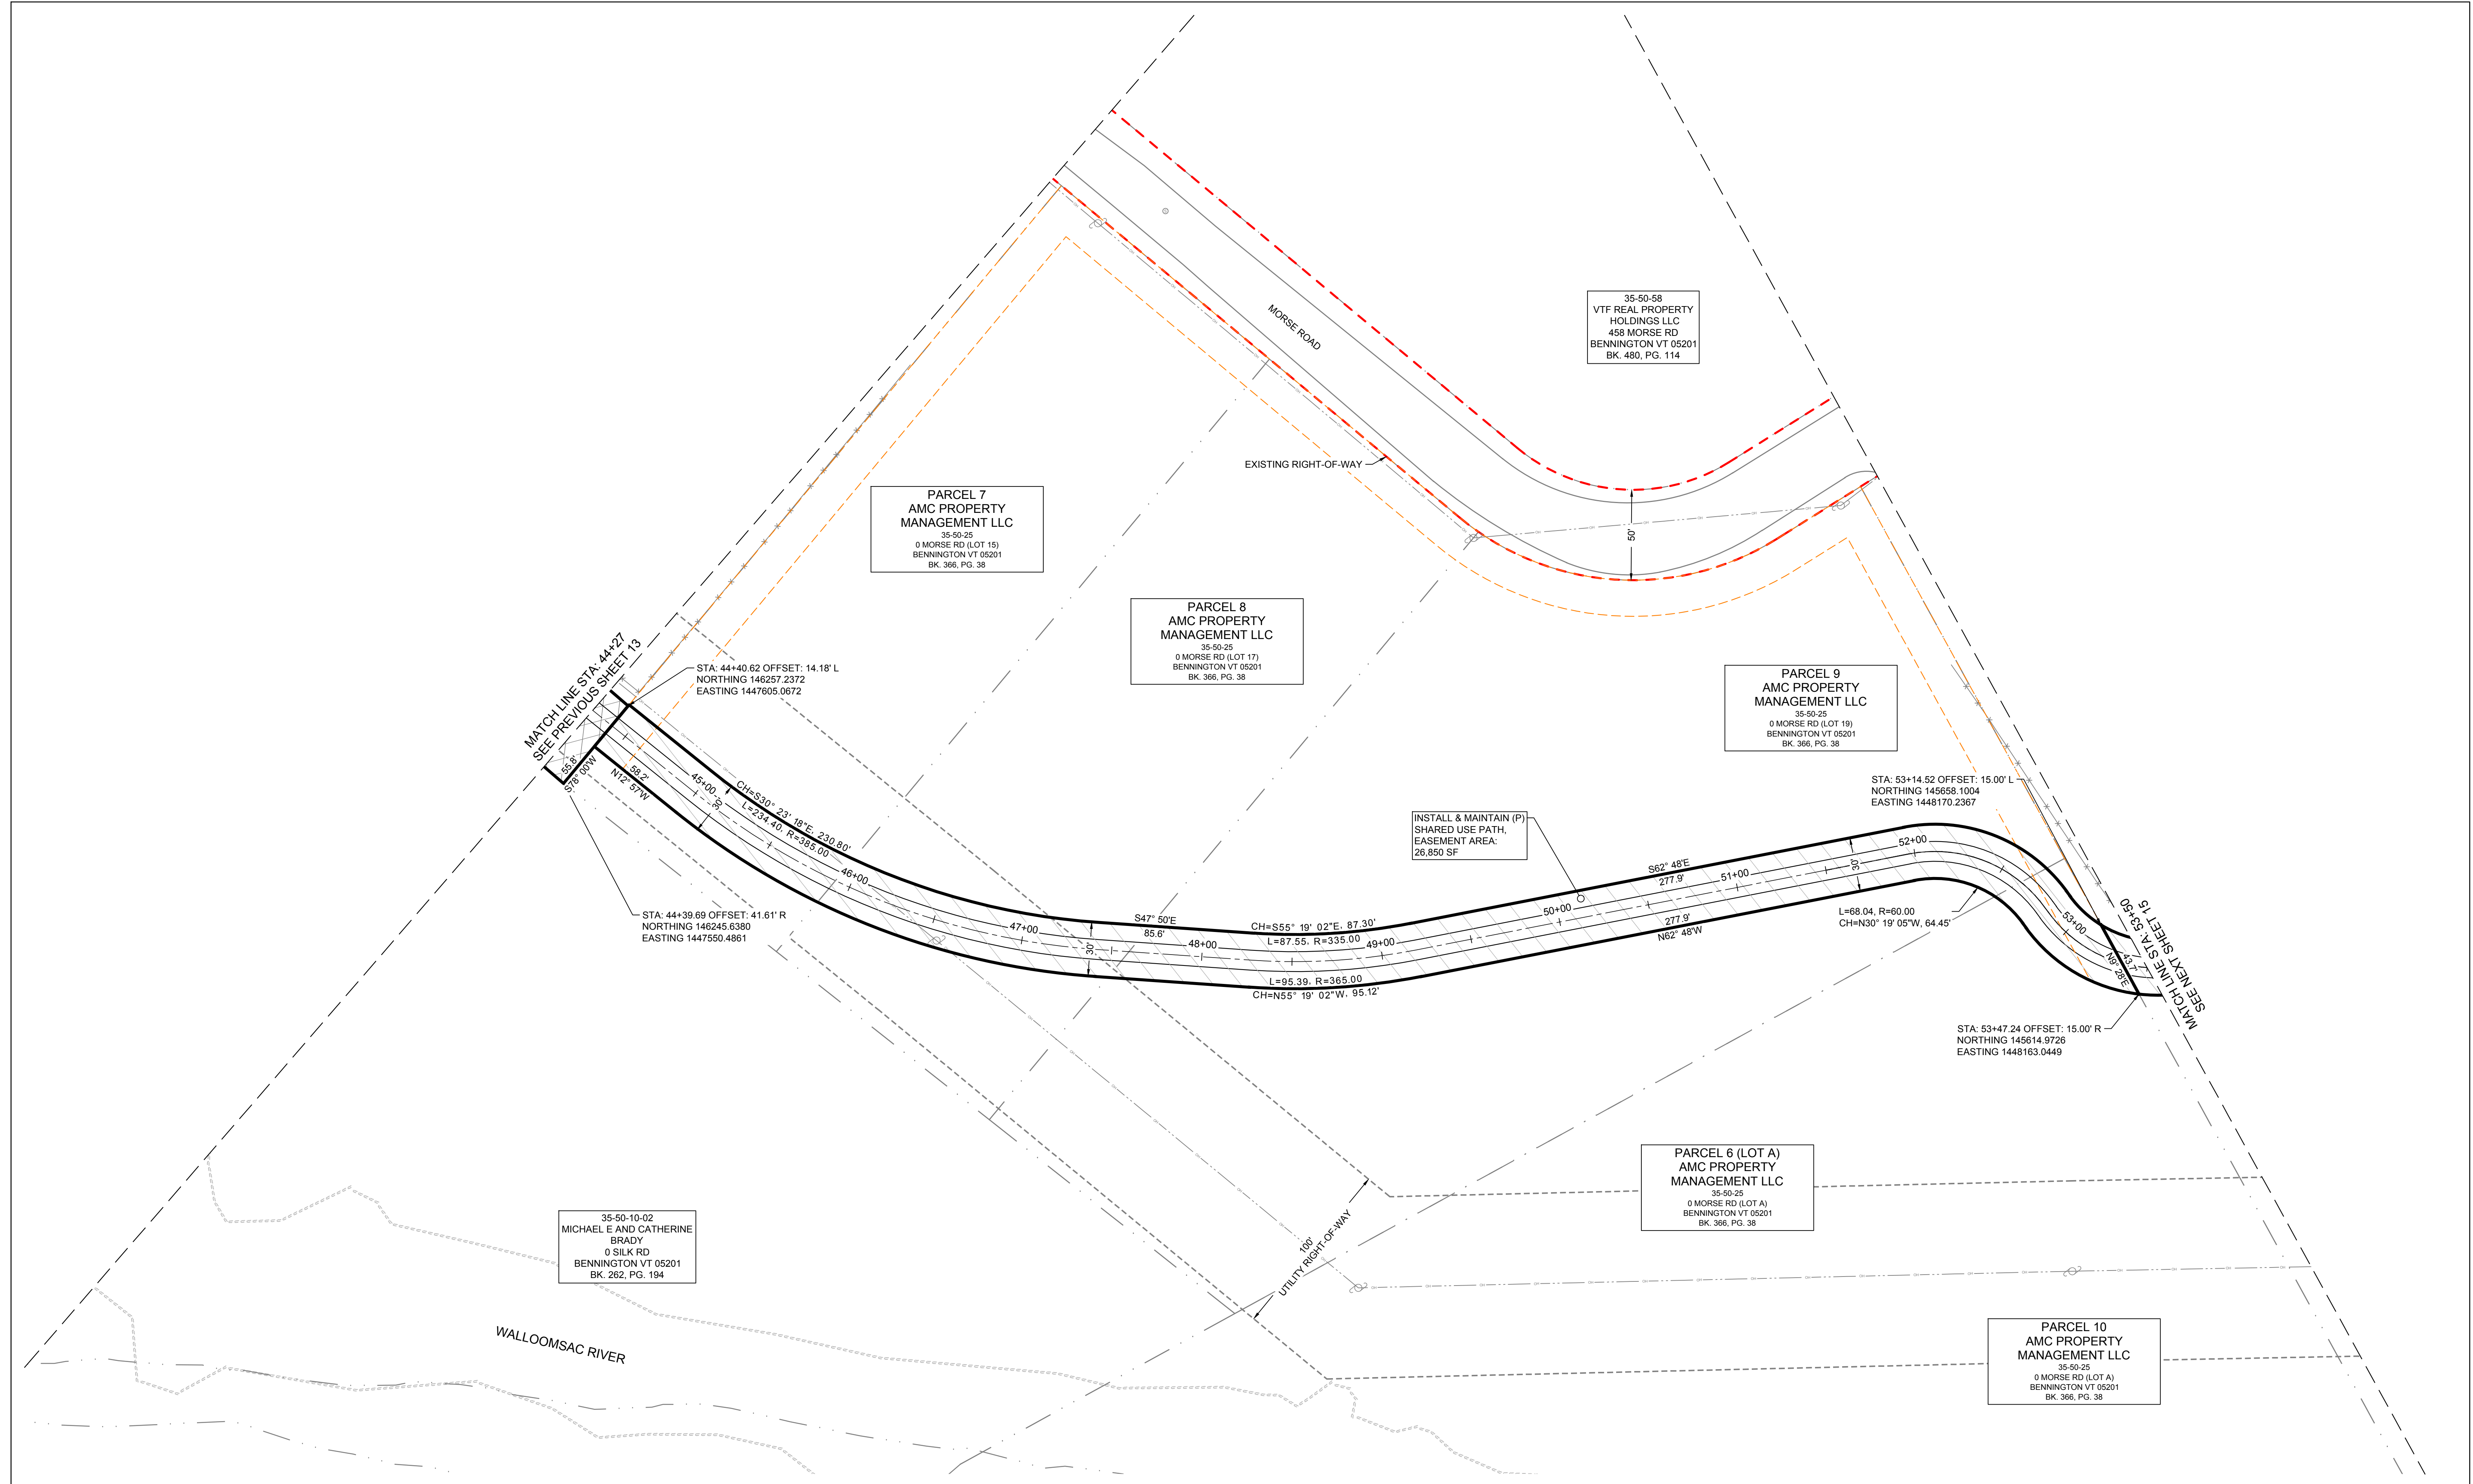 MORSE ROAD
35-50-58
VTF REAL PROPERTY
HOLDINGS LLC
458 MORSE RD
BENNINGTON VT 05201
BK. 480, PG. 114
EXISTING RIGHT-OF-WAY
50'
PARCEL 7
AMC PROPERTY
MANAGEMENT LLC
35-50-25
0 MORSE RD (LOT 15)
BENNINGTON VT 05201
BK. 366, PG. 38
PARCEL 8
AMC PROPERTY
MANAGEMENT LLC
35-50-25
0 MORSE RD (LOT 17)
BENNINGTON VT 05201
BK. 366, PG. 38
PARCEL 9
AMC PROPERTY
MANAGEMENT LLC
35-50-25
0 MORSE RD (LOT 19)
BENNINGTON VT 05201
BK. 366, PG. 38
MATCH LINE STA: 44+27
SEE PREVIOUS SHEET 13
STA: 44+40.62 OFFSET: 14.18' L
NORTHING 146257.2372
EASTING 1447605.0672
55.8'
S78° 00'W
58.2'
N12° 57'W
45+00
30'
CH=S30° 23' 18"E, 230.80'
L=234.40, R=385.00
46+00
STA: 44+39.69 OFFSET: 41.61' R
NORTHING 146245.6380
EASTING 1447550.4861
47+00
30'
S47° 50'E
85.6'
48+00
CH=S55° 19' 02"E, 87.30'
L=87.55, R=335.00
49+00
L=95.39, R=365.00
CH=N55° 19' 02"W, 95.12'
INSTALL & MAINTAIN (P)
SHARED USE PATH,
EASEMENT AREA:
26,850 SF
50+00
S62° 48'E
277.9'
51+00
277.9'
N62° 48'W
30'
52+00
STA: 53+14.52 OFFSET: 15.00' L
NORTHING 145658.1004
EASTING 1448170.2367
L=68.04, R=60.00
CH=N30° 19' 05"W, 64.45'
53+00
43.7'
N9° 28'E
MATCH LINE STA: 53+50
SEE NEXT SHEET 15
STA: 53+47.24 OFFSET: 15.00' R
NORTHING 145614.9726
EASTING 1448163.0449
PARCEL 6 (LOT A)
AMC PROPERTY
MANAGEMENT LLC
35-50-25
0 MORSE RD (LOT A)
BENNINGTON VT 05201
BK. 366, PG. 38
100'
UTILITY RIGHT-OF-WAY
35-50-10-02
MICHAEL E AND CATHERINE
BRADY
0 SILK RD
BENNINGTON VT 05201
BK. 262, PG. 194
WALLOOMSAC RIVER
PARCEL 10
AMC PROPERTY
MANAGEMENT LLC
35-50-25
0 MORSE RD (LOT A)
BENNINGTON VT 05201
BK. 366, PG. 38